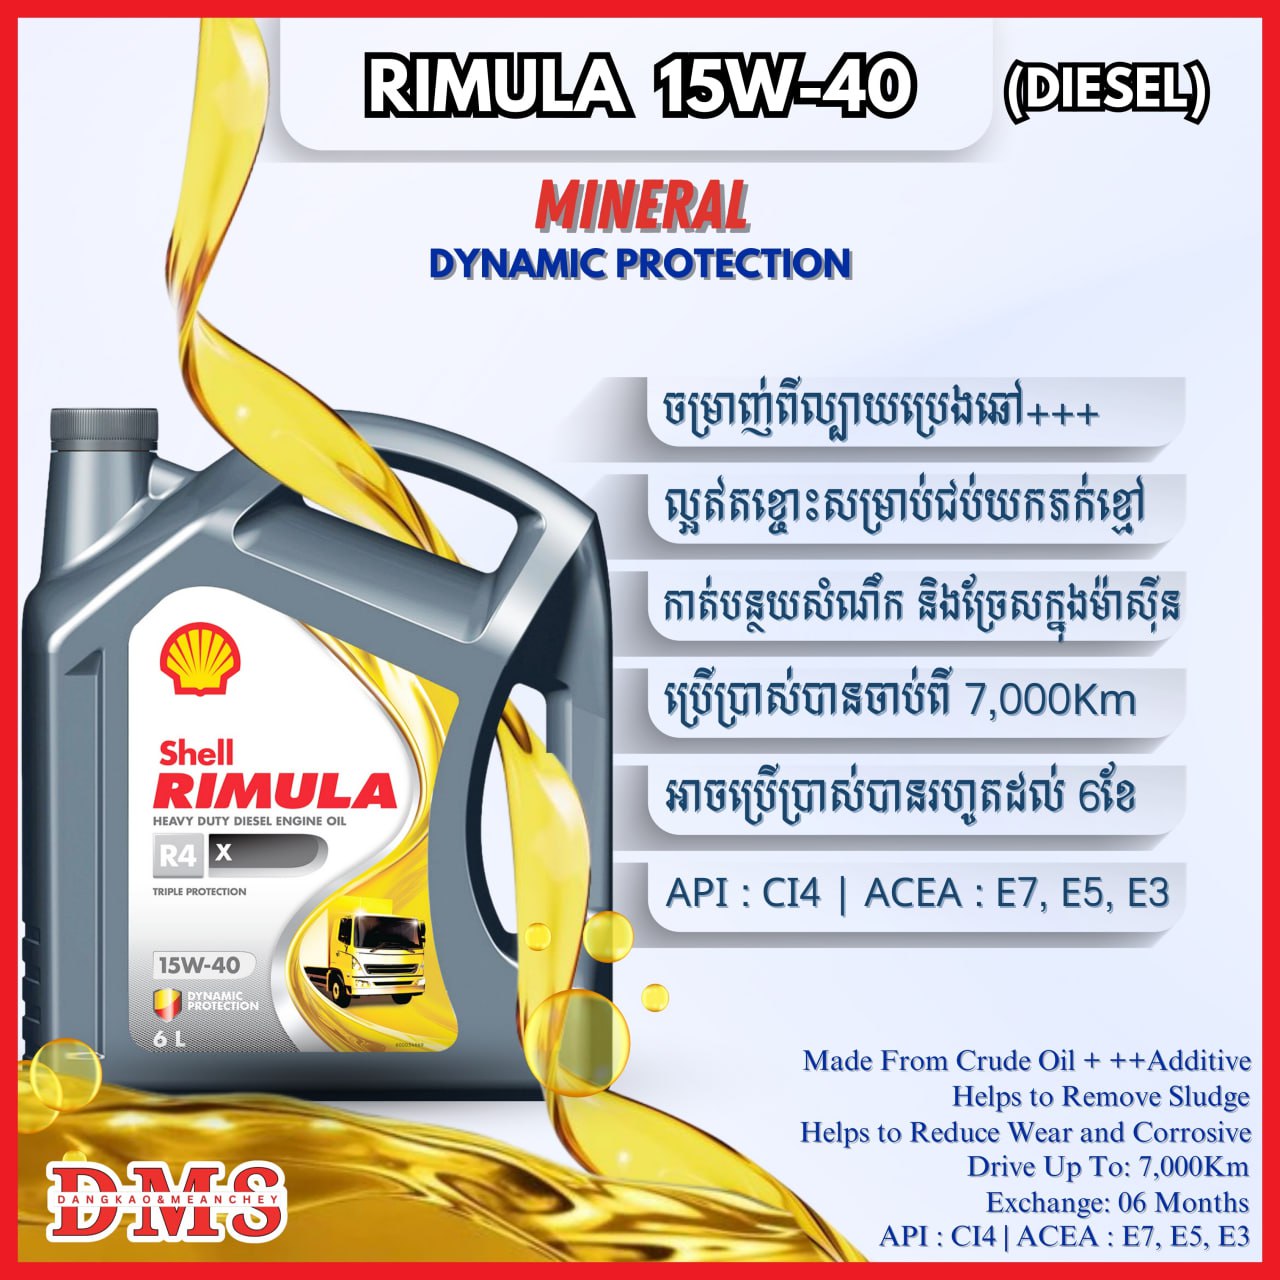 RIMULA 15W-40 (DIESEL)
MINERAL
DYNAMIC PROTECTION
ចម្រាញ់ពីល្បាយប្រេងឆៅ+++
ល្អឥតខ្ចោះសម្រាប់ជប់យកភក់ខ្មៅ
កាត់បន្ថយសំណឹក និងច្រែសក្នុងម៉ាស៊ីន
ប្រើប្រាស់បានចាប់ពី 7,000Km
អាចប្រើប្រាស់បានរហូតដល់ 6ខែ
API : CI4 | ACEA : E7, E5, E3
Shell
RIMULA
HEAVY DUTY DIESEL ENGINE OIL
R4 X
TRIPLE PROTECTION
15W-40
DYNAMIC
PROTECTION
6 L
Made From Crude Oil + ++Additive
Helps to Remove Sludge
Helps to Reduce Wear and Corrosive
Drive Up To: 7,000Km
Exchange: 06 Months
API : CI4 | ACEA : E7, E5, E3
DMS
DANGKAO&MEANCHEY